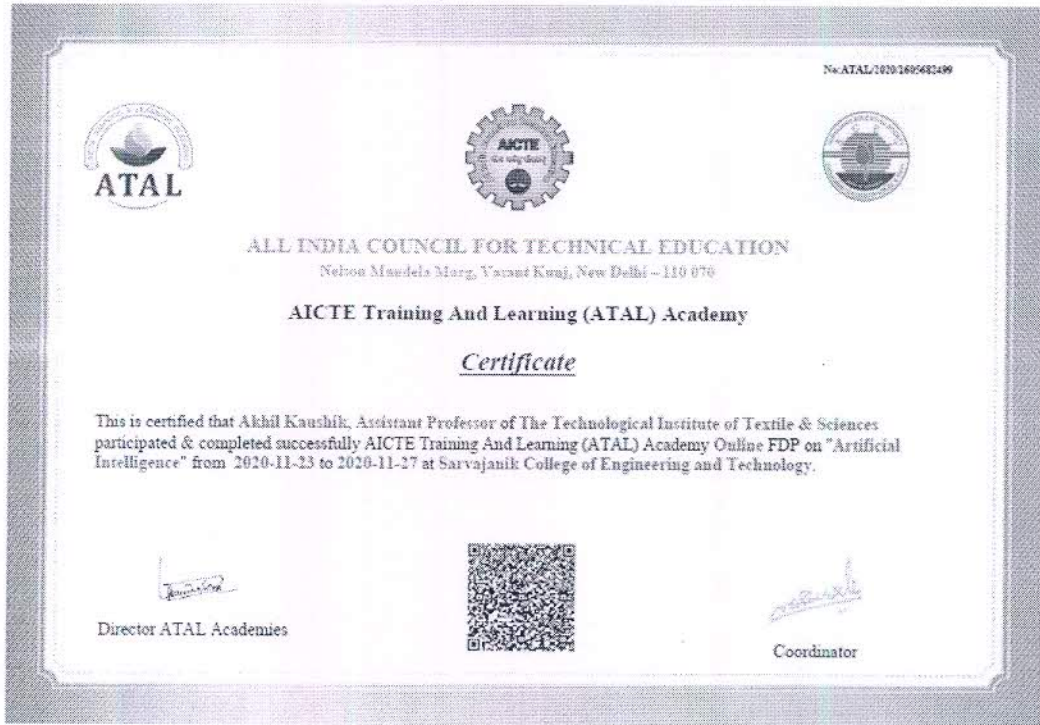 No:ATAL/2020/1605682499
ATAL
AICTE
ALL INDIA COUNCIL FOR TECHNICAL EDUCATION
Nelson Mandela Marg, Vasant Kunj, New Delhi – 110 070
AICTE Training And Learning (ATAL) Academy
Certificate
This is certified that Akhil Kaushik, Assistant Professor of The Technological Institute of Textile & Sciences
participated & completed successfully AICTE Training And Learning (ATAL) Academy Online FDP on "Artificial
Intelligence" from 2020-11-23 to 2020-11-27 at Sarvajanik College of Engineering and Technology.
Director ATAL Academies
Coordinator